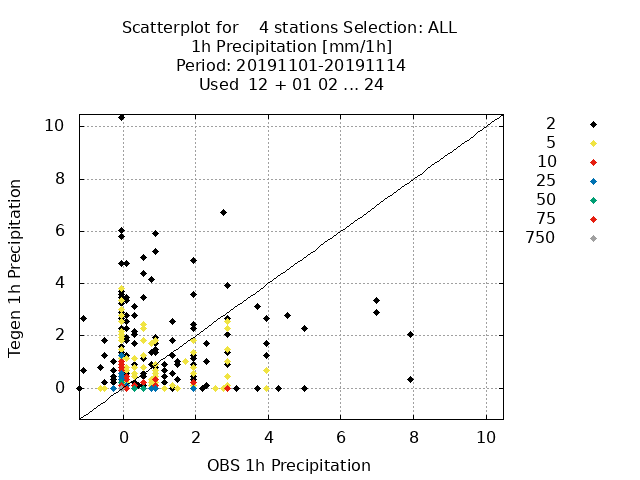 Scatterplot for    4 stations Selection: ALL
1h Precipitation [mm/1h]
Period: 20191101-20191114
Used  12 + 01 02 ... 24
10
8
6
4
2
0
Tegen 1h Precipitation
0 2 4 6 8 10
OBS 1h Precipitation
2
5
10
25
50
75
750